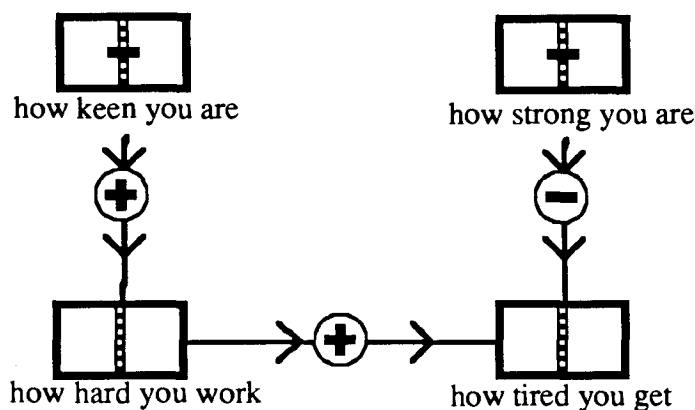 how keen you are
how strong you are
+
−
how hard you work
+
how tired you get